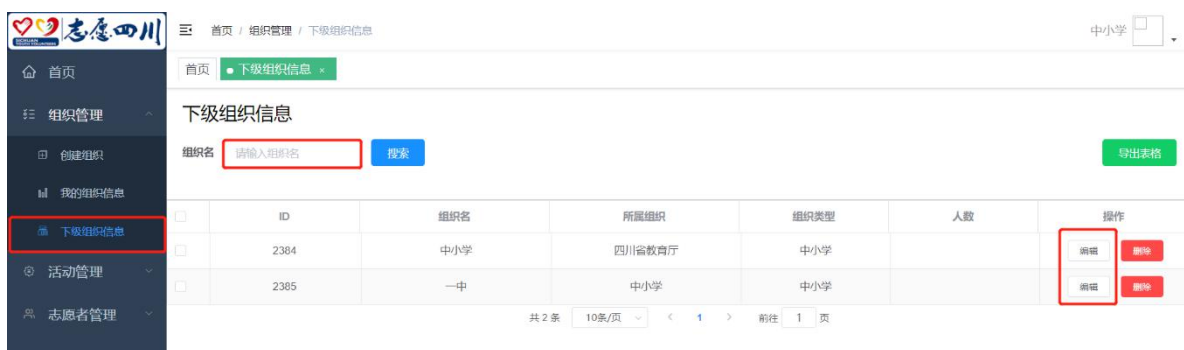 志愿四川
首页 / 组织管理 / 下级组织信息
中小学
首页
首页
下级组织信息 ×
组织管理
下级组织信息
创建组织
组织名
请输入组织名
搜索
导出表格
我的组织信息
下级组织信息
ID 组织名 所属组织 组织类型 人数 操作
2384 中小学 四川省教育厅 中小学 编辑 删除
活动管理
2385 一中 中小学 中小学 编辑 删除
志愿者管理
共 2 条 10条/页 < 1 > 前往 1 页